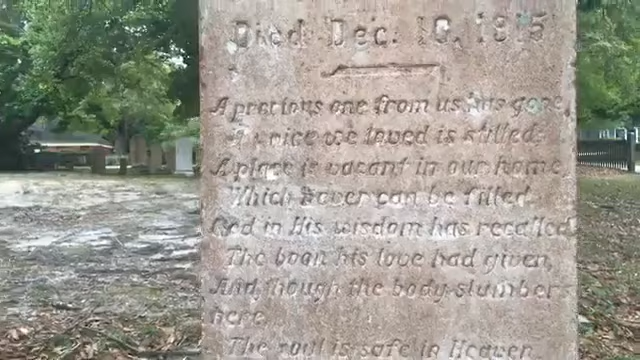 Died Dec. 10, 1815
A precious one from us has gone,
A voice we loved is stilled;
A place is vacant in our home,
Which never can be filled.
God in His wisdom has recalled,
The boon his love had given,
And though the body slumbers
here,
The soul is safe in Heaven